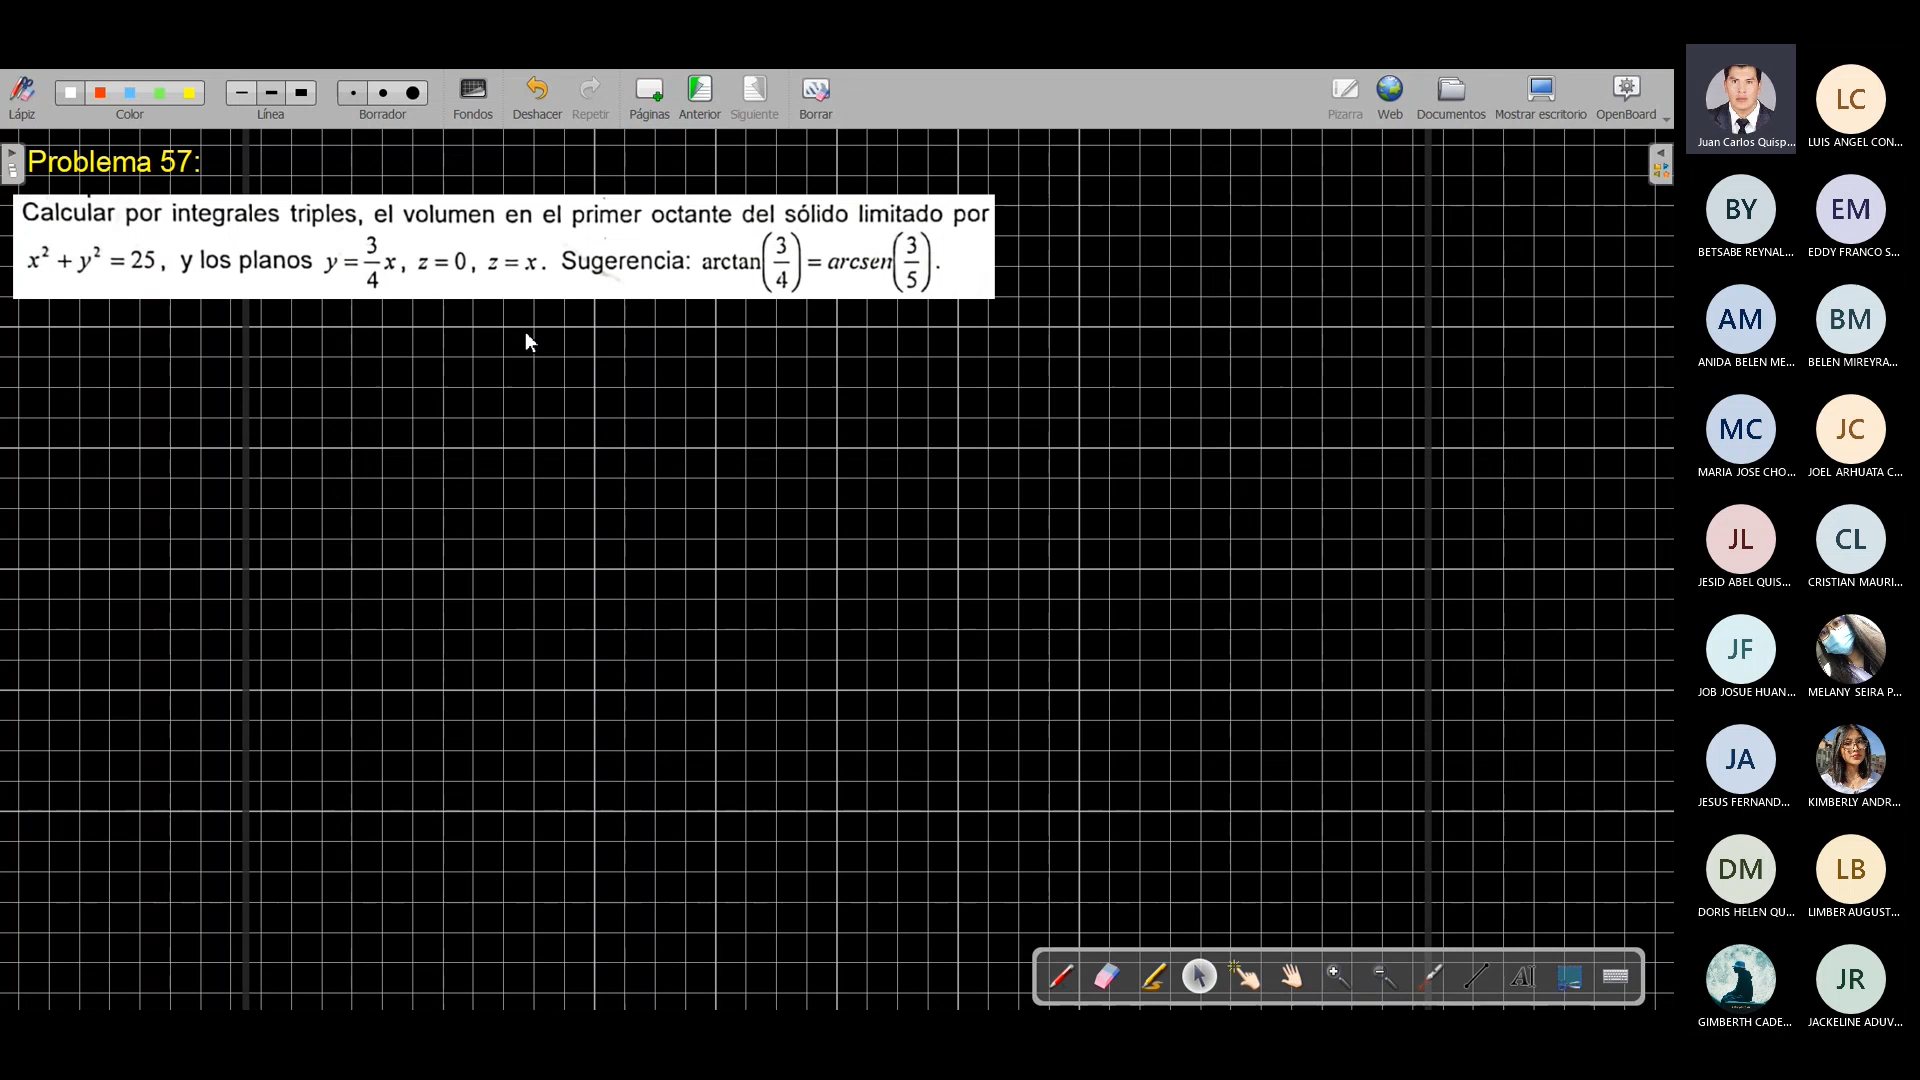 Lápiz
Color
Línea
Borrador
Fondos
Deshacer
Repetir
Páginas
Anterior
Siguiente
Borrar
Pizarra
Web
Documentos
Mostrar escritorio
OpenBoard
Problema 57:
Calcular por integrales triples, el volumen en el primer octante del sólido limitado por
x² + y² = 25, y los planos y = 3/4 x, z = 0, z = x. Sugerencia: arctan(3/4) = arcsen(3/5).
Juan Carlos Quisp...
LC
LUIS ANGEL CON...
BY
BETSABE REYNAL...
EM
EDDY FRANCO S...
AM
ANIDA BELEN ME...
BM
BELEN MIREYRA...
MC
MARIA JOSE CHO...
JC
JOEL ARHUATA C...
JL
JESID ABEL QUIS...
CL
CRISTIAN MAURI...
JF
JOB JOSUE HUAN...
MELANY SEIRA P...
JA
JESUS FERNAND...
KIMBERLY ANDR...
DM
DORIS HELEN QU...
LB
LIMBER AUGUST...
GIMBERTH CADE...
JR
JACKELINE ADUV...
AI